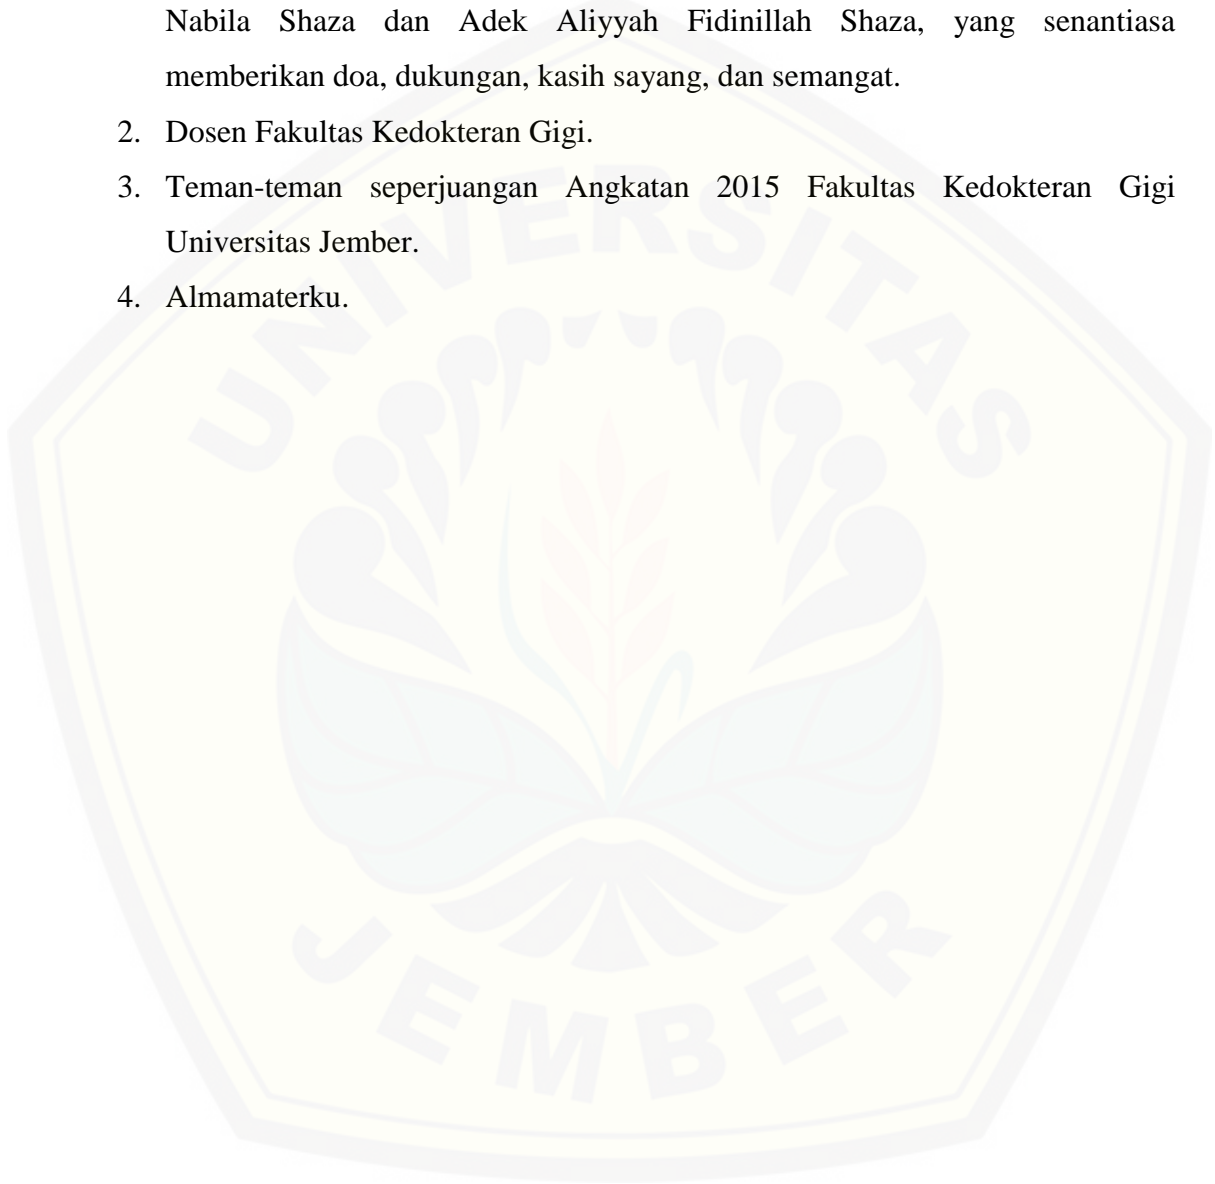 Nabila Shaza dan Adek Aliyyah Fidinillah Shaza, yang senantiasa
memberikan doa, dukungan, kasih sayang, dan semangat.
2. Dosen Fakultas Kedokteran Gigi.
3. Teman-teman seperjuangan Angkatan 2015 Fakultas Kedokteran Gigi
Universitas Jember.
4. Almamaterku.
UNIVERSITAS
JEMBER